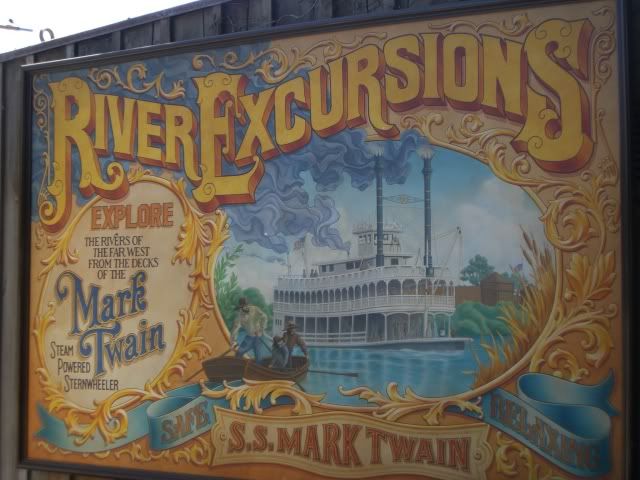 RIVER EXCURSIONS
EXPLORE
THE RIVERS OF
THE FAR WEST
FROM THE DECKS
OF THE
Mark
Twain
STEAM
POWERED
STERNWHEELER
SAFE
S.S. MARK TWAIN
RELAXING